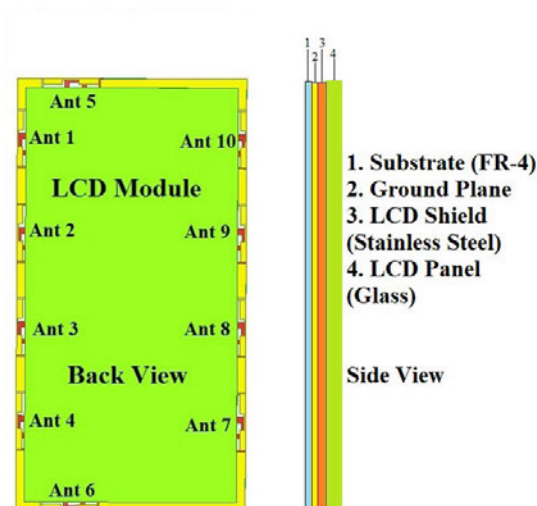 Ant 5
Ant 1
Ant 10
LCD Module
Ant 2
Ant 9
Ant 3
Ant 8
Back View
Ant 4
Ant 7
Ant 6
1
2
3
4
1. Substrate (FR-4)
2. Ground Plane
3. LCD Shield
(Stainless Steel)
4. LCD Panel
(Glass)
Side View